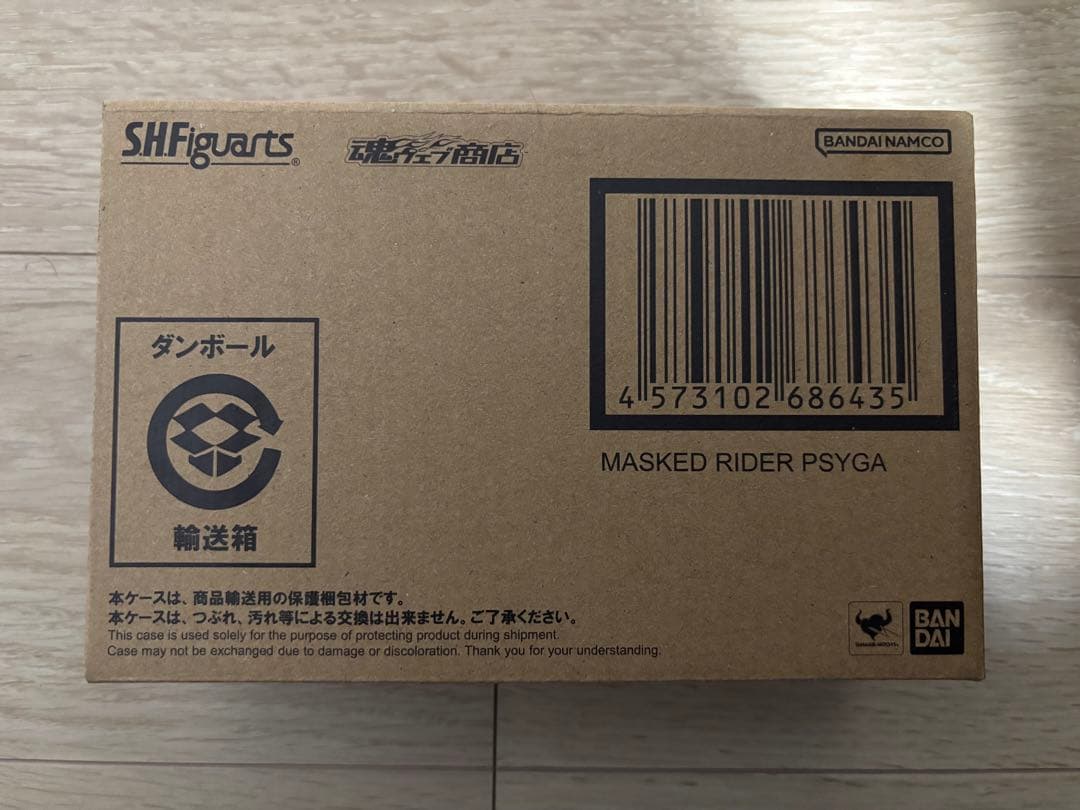 S.H.Figuarts®
魂ウェブ商店
BANDAI NAMCO
4 573102 686435
MASKED RIDER PSYGA
ダンボール
輸送箱
本ケースは、商品輸送用の保護梱包材です。
本ケースは、つぶれ、汚れ等による交換は出来ません。ご了承ください。
This case is used solely for the purpose of protecting product during shipment.
Case may not be exchanged due to damage or discoloration. Thank you for your understanding.
BAN
DAI